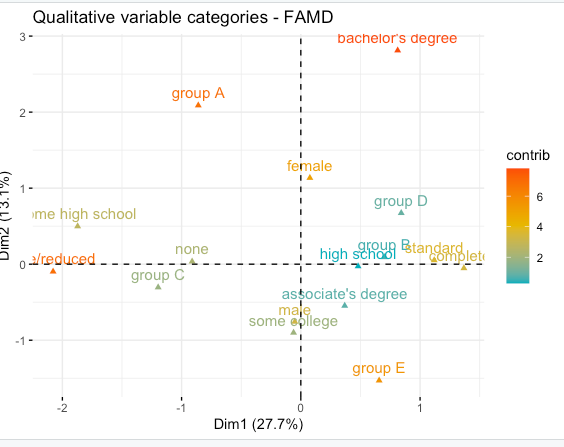 Qualitative variable categories - FAMD
3
bachelor's degree
group A
2
contrib
female
6
1
group D
4
ome high school
group B
standard
high school
complete
none
2
/reduced
0
group C
associate's degree
male
some college
-1
group E
-2
-1
0
1
Dim1 (27.7%)
Dim2 (13.1%)